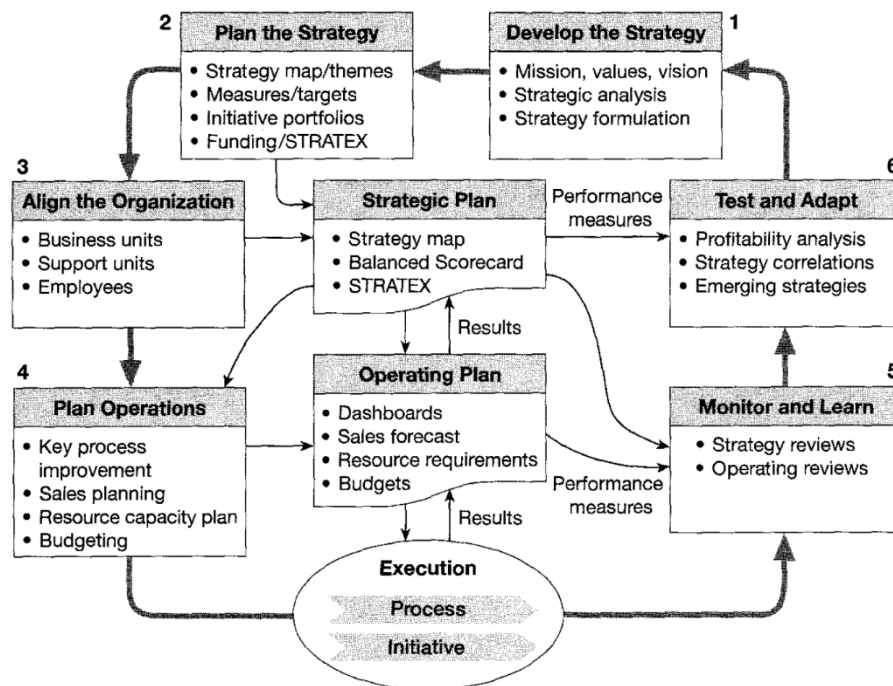 2
Plan the Strategy
• Strategy map/themes
• Measures/targets
• Initiative portfolios
• Funding/STRATEX
1
Develop the Strategy
• Mission, values, vision
• Strategic analysis
• Strategy formulation
3
Align the Organization
• Business units
• Support units
• Employees
Strategic Plan
• Strategy map
• Balanced Scorecard
• STRATEX
Performance
measures
6
Test and Adapt
• Profitability analysis
• Strategy correlations
• Emerging strategies
Results
4
Plan Operations
• Key process
improvement
• Sales planning
• Resource capacity plan
• Budgeting
Operating Plan
• Dashboards
• Sales forecast
• Resource requirements
• Budgets
Performance
measures
5
Monitor and Learn
• Strategy reviews
• Operating reviews
Results
Execution
Process
Initiative